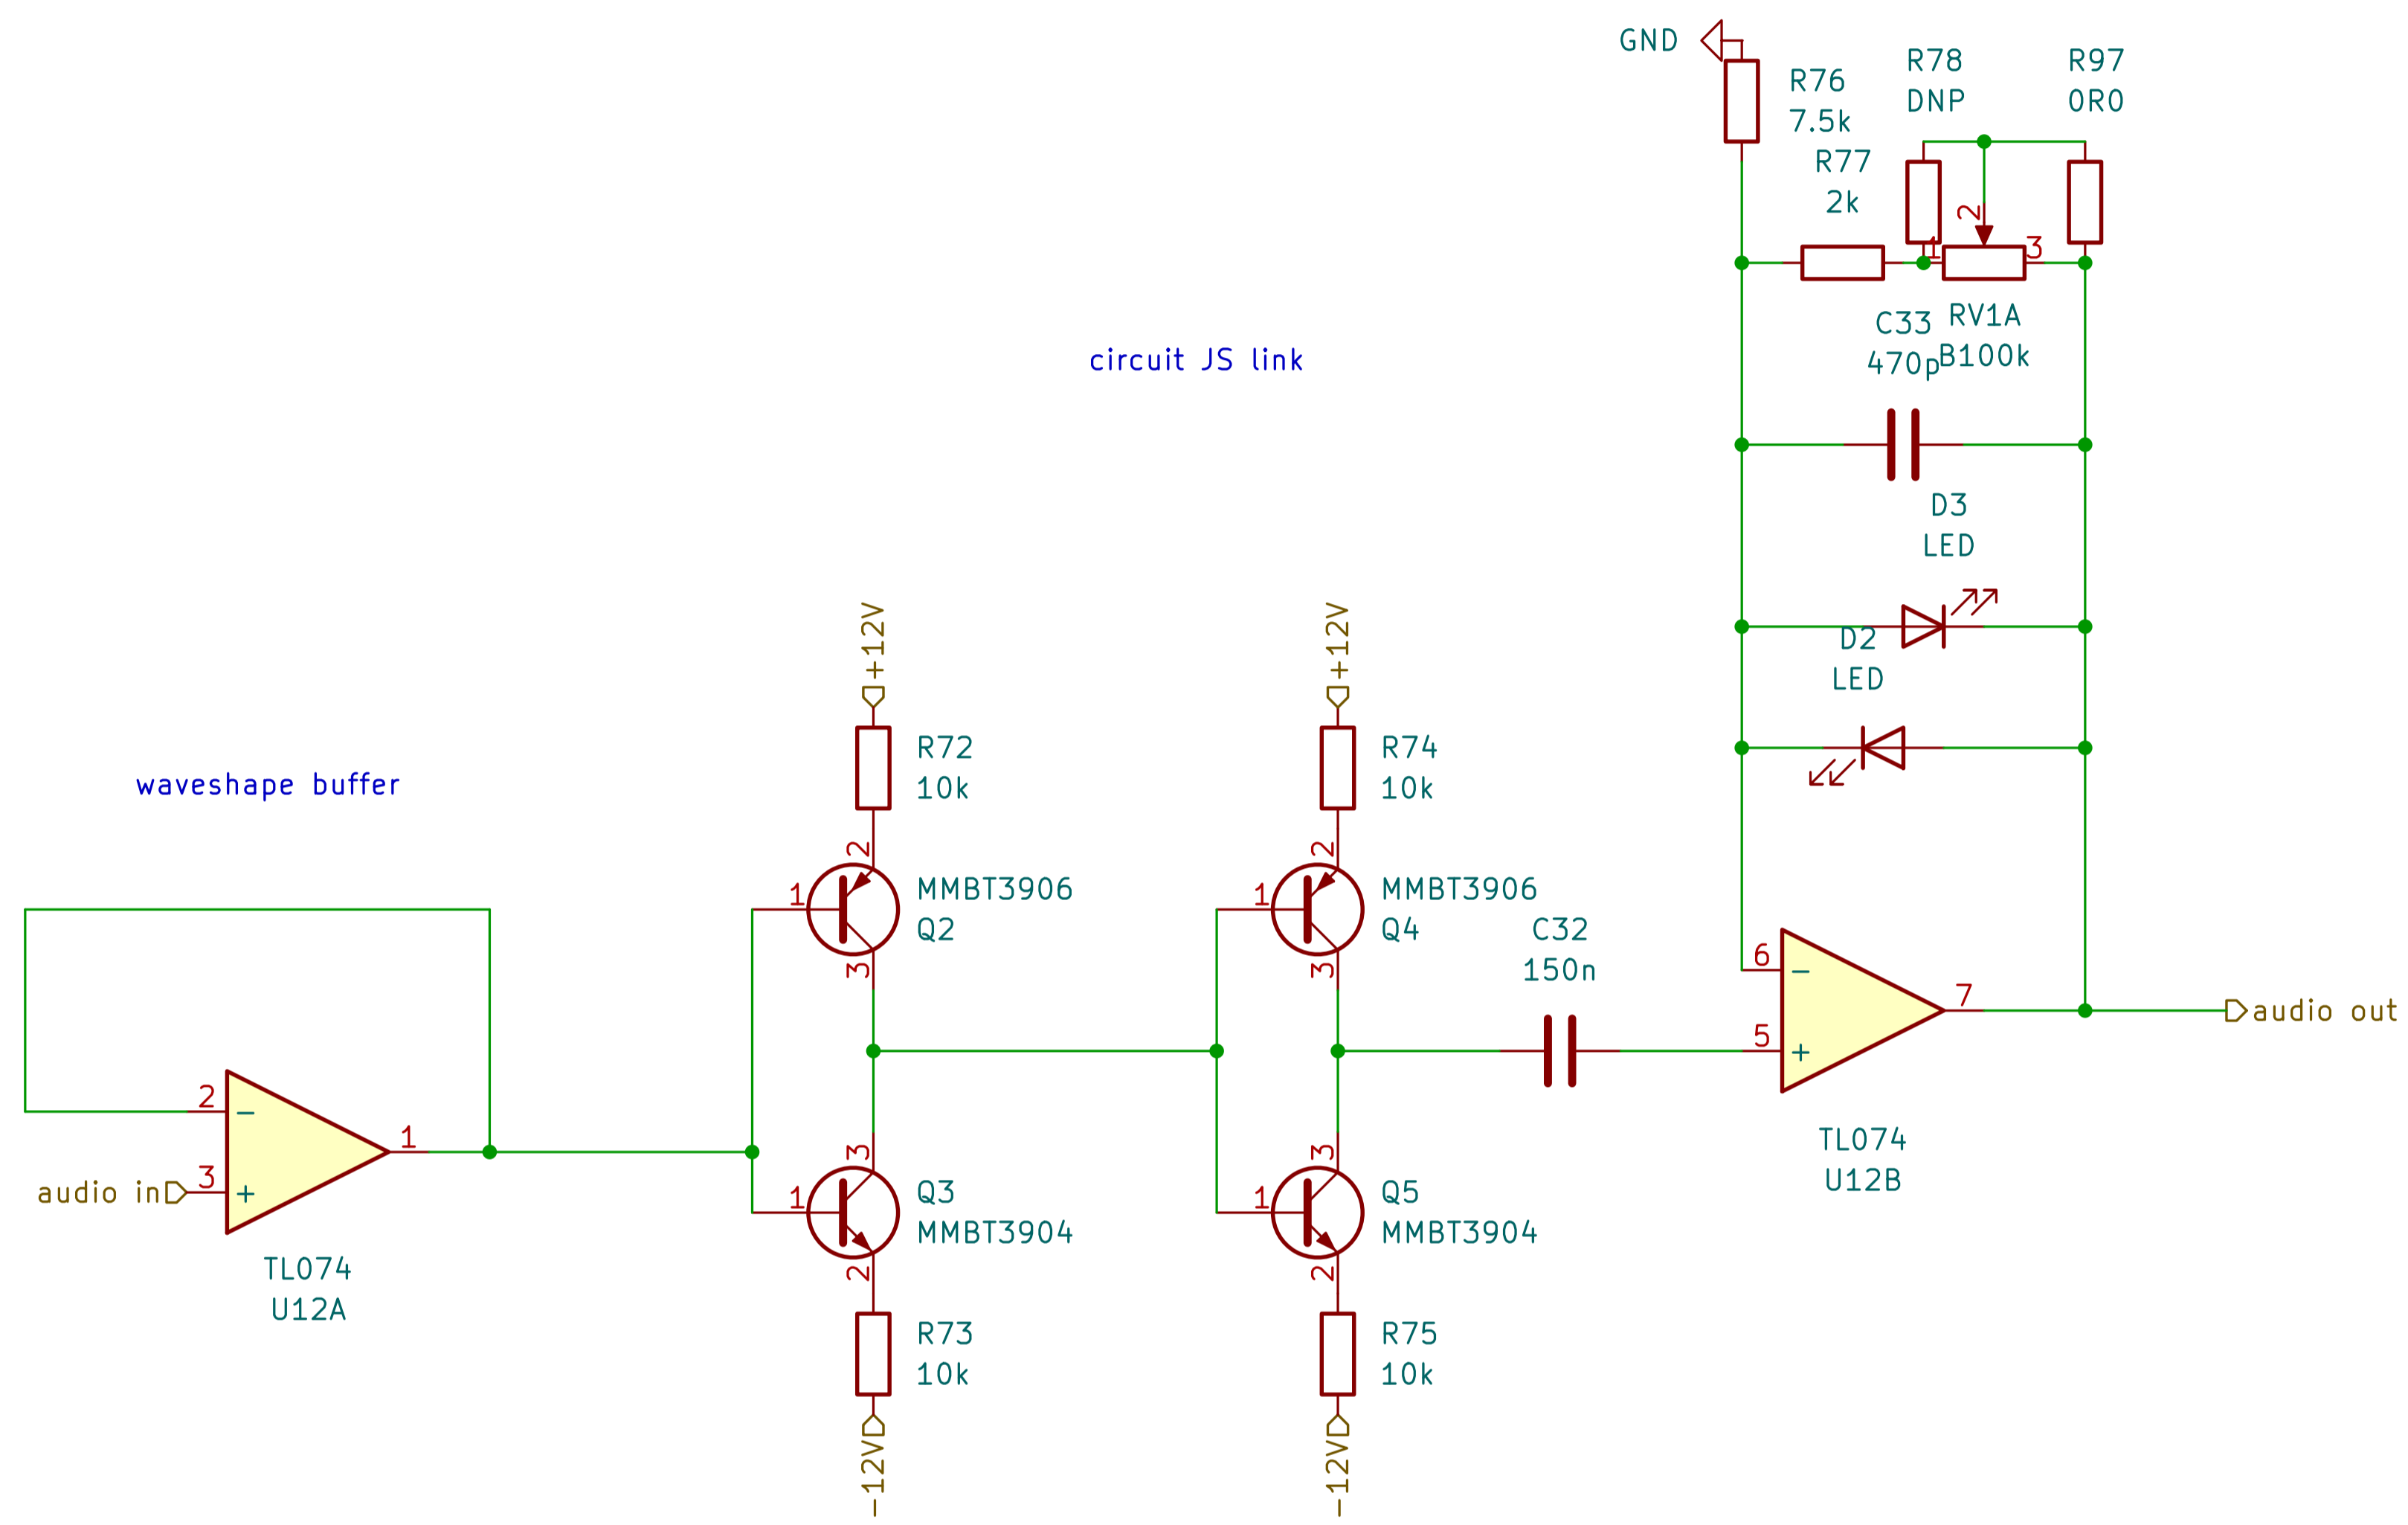 GND
R76
7.5k
R77
2k
R78
DNP
R97
0R0
2
1
3
RV1A
B100k
C33
470p
circuit JS link
D3
LED
D2
LED
+12V
+12V
R72
10k
R74
10k
waveshape buffer
2
1
3
MMBT3906
Q2
2
1
3
MMBT3906
Q4
C32
150n
6
-
5
+
7
audio out
TL074
U12B
2
-
audio in
3
+
1
TL074
U12A
3
1
2
Q3
MMBT3904
3
1
2
Q5
MMBT3904
R73
10k
R75
10k
-12V
-12V